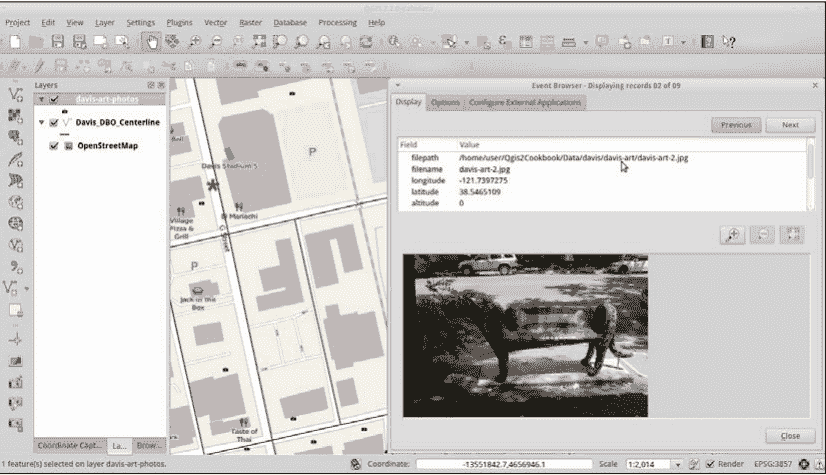 Project Edit View Layer Settings Plugins Vector Raster Database Processing Help
Layers
davis-art-photos
Davis_DBO_Centerline
OpenStreetMap
Coordinate Capt... La... Brow...
P
Davis Stadium 5
El Mariachi
Village
Pizza &
Grill
P
Jack in the
Box
Taste of
Thai
Event Browser - Displaying records 02 of 09
Display Options Configure External Applications
Previous Next
Field Value
filepath /home/user/Qgis2Cookbook/Data/davis/davis-art/davis-art-2.jpg
filename davis-art-2.jpg
longitude -121.7397275
latitude 38.5465109
altitude 0
Close
1 feature(s) selected on layer davis-art-photos.
Coordinate: -13551842.7,4656946.1 Scale 1:2,014 Render EPSG:3857